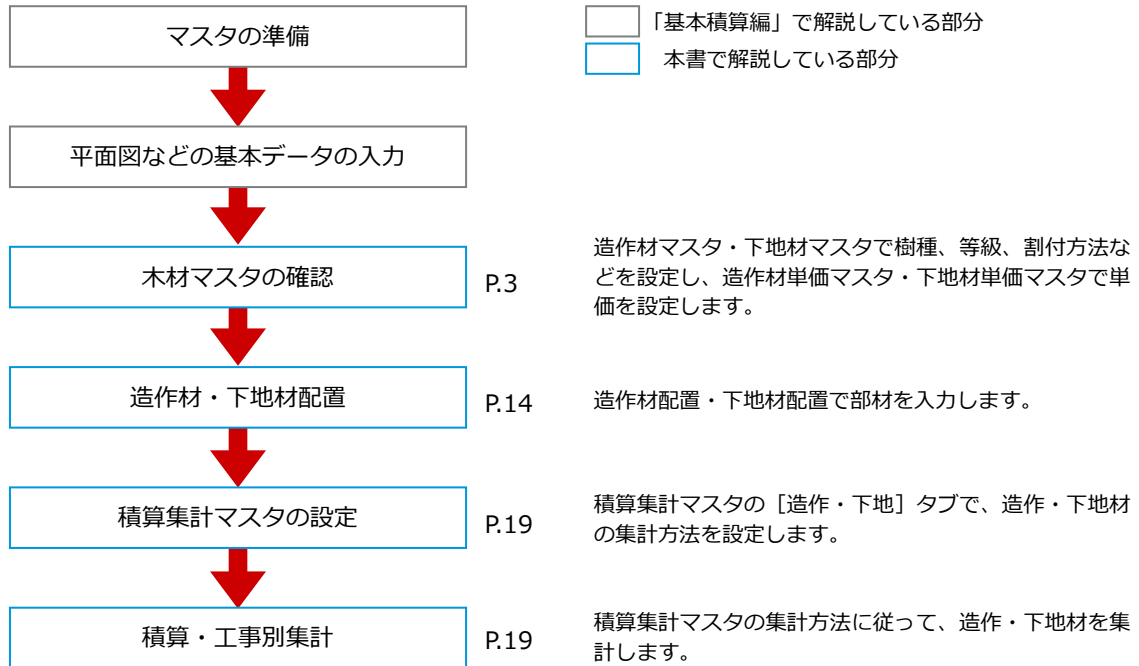 マスタの準備
「基本積算編」で解説している部分
本書で解説している部分
平面図などの基本データの入力
木材マスタの確認
P.3
造作材マスタ・下地材マスタで樹種、等級、割付方法な
どを設定し、造作材単価マスタ・下地材単価マスタで単
価を設定します。
造作材・下地材配置
P.14
造作材配置・下地材配置で部材を入力します。
積算集計マスタの設定
P.19
積算集計マスタの［造作・下地］タブで、造作・下地材
の集計方法を設定します。
積算・工事別集計
P.19
積算集計マスタの集計方法に従って、造作・下地材を集
計します。